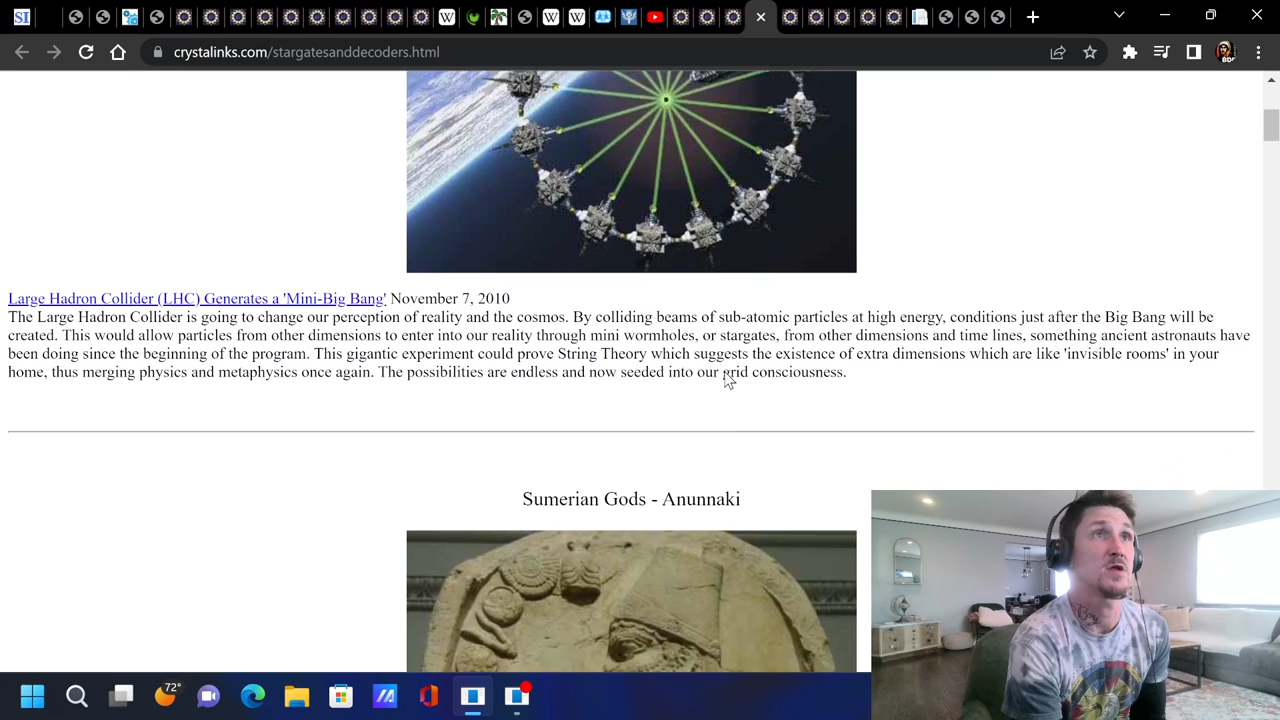 crystalinks.com/stargatesanddecoders.html
Large Hadron Collider (LHC) Generates a 'Mini-Big Bang' November 7, 2010
The Large Hadron Collider is going to change our perception of reality and the cosmos. By colliding beams of sub-atomic particles at high energy, conditions just after the Big Bang will be
created. This would allow particles from other dimensions to enter into our reality through mini wormholes, or stargates, from other dimensions and time lines, something ancient astronauts have
been doing since the beginning of the program. This gigantic experiment could prove String Theory which suggests the existence of extra dimensions which are like 'invisible rooms' in your
home, thus merging physics and metaphysics once again. The possibilities are endless and now seeded into our grid consciousness.
Sumerian Gods - Anunnaki
72°